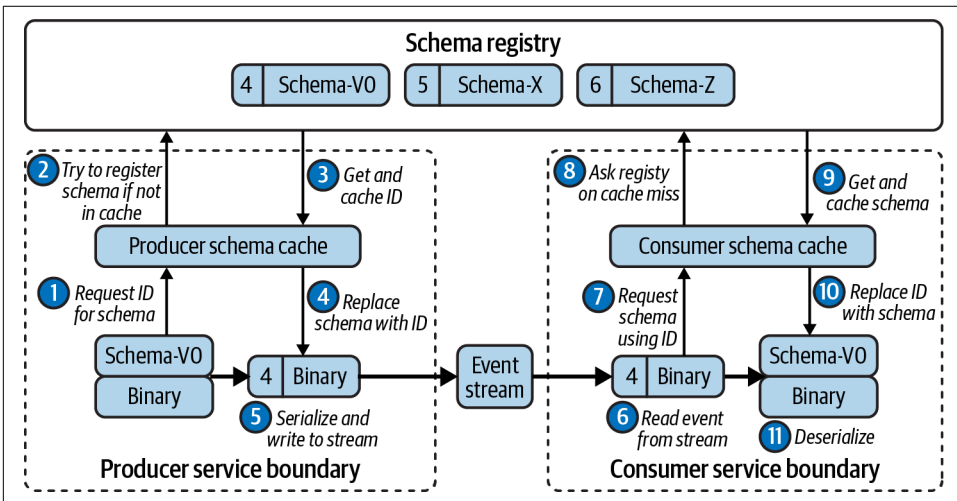 Schema registry
4 Schema-VO
5 Schema-X
6 Schema-Z
2 Try to register
schema if not
in cache
3 Get and
cache ID
8 Ask registy
on cache miss
9 Get and
cache schema
Producer schema cache
Consumer schema cache
1 Request ID
for schema
4 Replace
schema with ID
7 Request
schema
using ID
10 Replace ID
with schema
Schema-VO
Binary
4 Binary
Event
stream
4 Binary
Schema-VO
Binary
5 Serialize and
write to stream
6 Read event
from stream
11 Deserialize
Producer service boundary
Consumer service boundary